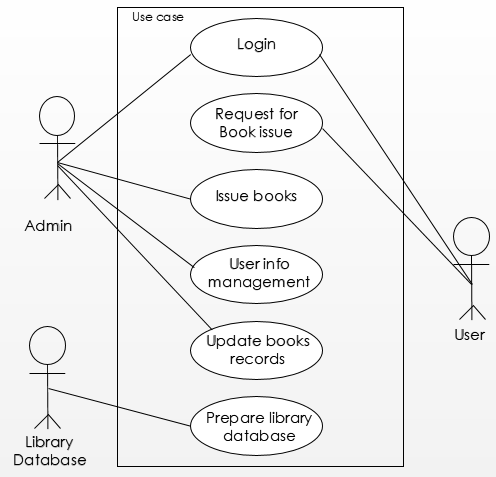 Use case
Login
Request for
Book issue
Issue books
Admin
User info
management
User
Update books
records
Prepare library
database
Library
Database